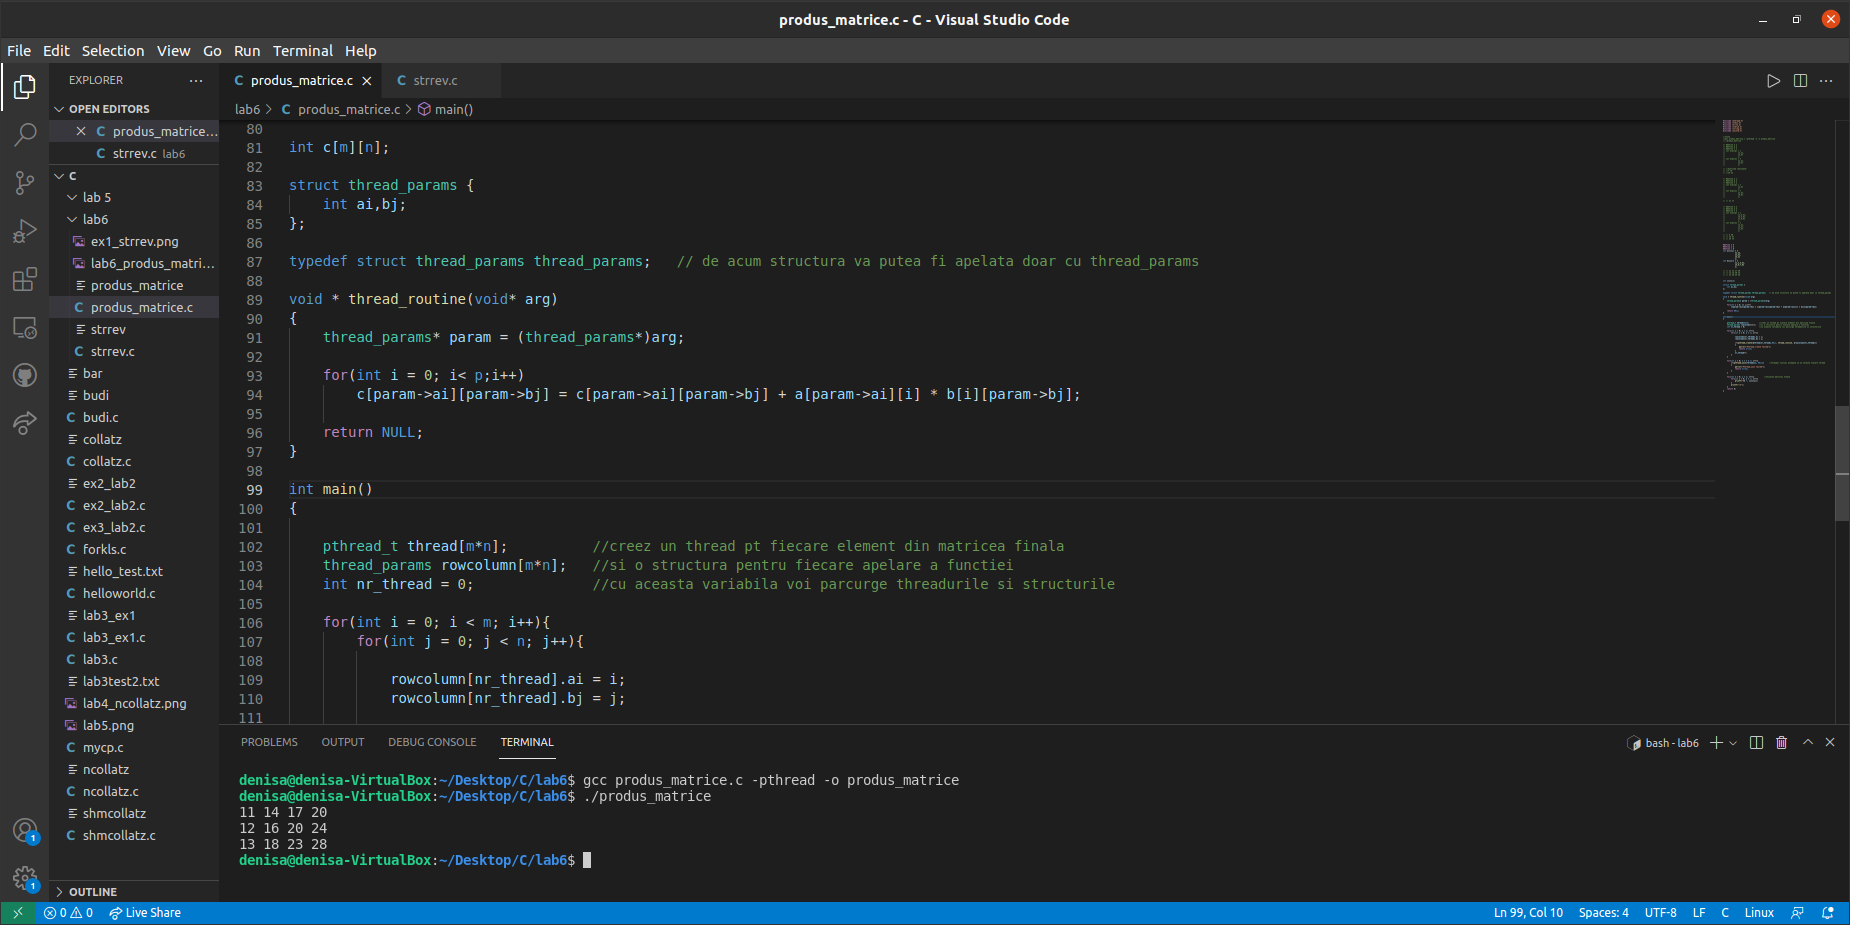 produs_matrice.c - C - Visual Studio Code
File Edit Selection View Go Run Terminal Help
EXPLORER
OPEN EDITORS
produs_matrice...
strrev.c lab6
C
lab 5
lab6
ex1_strrev.png
lab6_produs_matri...
produs_matrice
produs_matrice.c
strrev
strrev.c
bar
budi
budi.c
collatz
collatz.c
ex2_lab2
ex2_lab2.c
ex3_lab2.c
forkls.c
hello_test.txt
helloworld.c
lab3_ex1
lab3_ex1.c
lab3.c
lab3test2.txt
lab4_ncollatz.png
lab5.png
mycp.c
ncollatz
ncollatz.c
shmcollatz
shmcollatz.c
OUTLINE
produs_matrice.c strrev.c
lab6 > C produs_matrice.c > main()
80
81 int c[m][n];
82
83 struct thread_params {
84 int ai,bj;
85 };
86
87 typedef struct thread_params thread_params; // de acum structura va putea fi apelata doar cu thread_params
88
89 void * thread_routine(void* arg)
90 {
91 thread_params* param = (thread_params*)arg;
92
93 for(int i = 0; i< p;i++)
94 c[param->ai][param->bj] = c[param->ai][param->bj] + a[param->ai][i] * b[i][param->bj];
95
96 return NULL;
97 }
98
99 int main()
100 {
101
102 pthread_t thread[m*n]; //creez un thread pt fiecare element din matricea finala
103 thread_params rowcolumn[m*n]; //si o structura pentru fiecare apelare a functiei
104 int nr_thread = 0; //cu aceasta variabila voi parcurge threadurile si structurile
105
106 for(int i = 0; i < m; i++){
107 for(int j = 0; j < n; j++){
108
109 rowcolumn[nr_thread].ai = i;
110 rowcolumn[nr_thread].bj = j;
111
PROBLEMS OUTPUT DEBUG CONSOLE TERMINAL bash - lab6
denisa@denisa-VirtualBox:~/Desktop/C/lab6$ gcc produs_matrice.c -pthread -o produs_matrice
denisa@denisa-VirtualBox:~/Desktop/C/lab6$ ./produs_matrice
11 14 17 20
12 16 20 24
13 18 23 28
denisa@denisa-VirtualBox:~/Desktop/C/lab6$
1
1
0 0 Live Share Ln 99, Col 10 Spaces: 4 UTF-8 LF C Linux